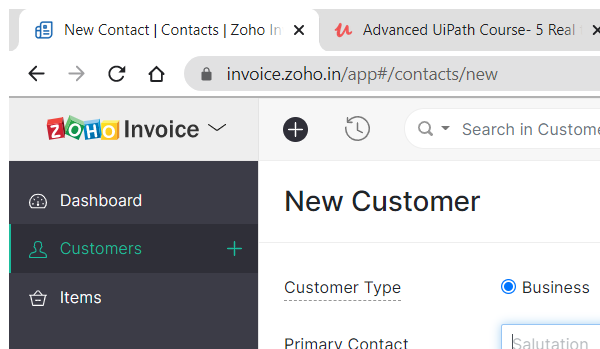 New Contact | Contacts | Zoho In
Advanced UiPath Course- 5 Real
invoice.zoho.in/app#/contacts/new
ZOHO Invoice
Search in Custome
New Customer
Dashboard
Customers
Items
Customer Type
Business
Primary Contact
Salutation